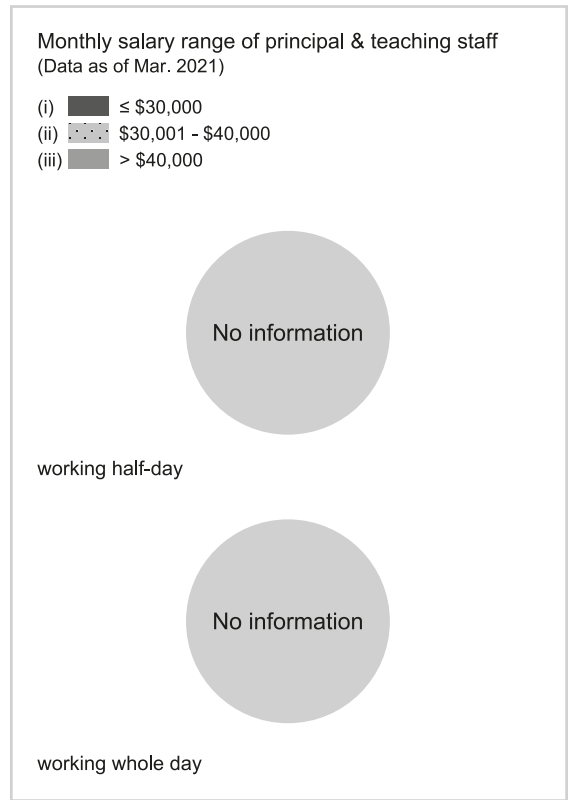 Monthly salary range of principal & teaching staff
(Data as of Mar. 2021)
(i) ≤ $30,000
(ii) $30,001 - $40,000
(iii) > $40,000
No information
working half-day
No information
working whole day